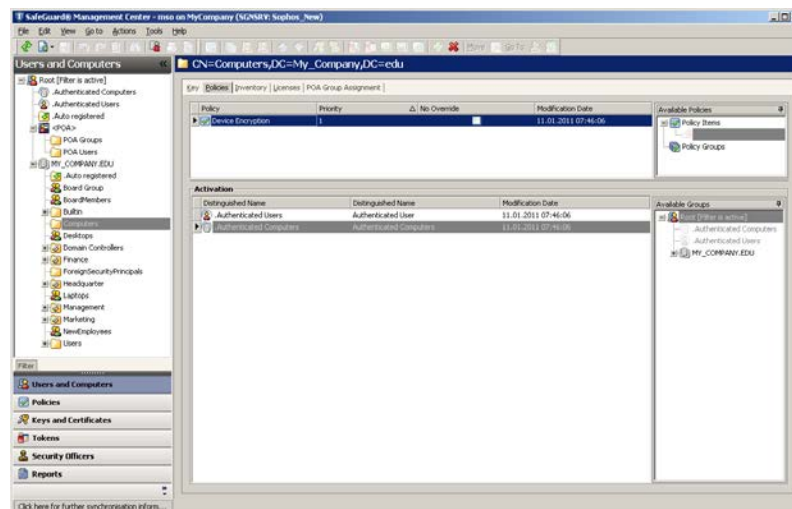 SafeGuard® Management Center - mso on MyCompany (SGNSRV: Sophos_New)
File Edit View Go to Actions Tools Help
Users and Computers
CN=Computers,DC=My_Company,DC=edu
Root [Filter is active]
.Authenticated Computers
.Authenticated Users
.Auto registered
<POA>
POA Groups
POA Users
MY_COMPANY.EDU
.Auto registered
Board Group
BoardMembers
Builtin
Computers
Desktops
Domain Controllers
Finance
ForeignSecurityPrincipals
Headquarter
Laptops
Management
Marketing
NewEmployees
Users
Filter
Users and Computers
Policies
Keys and Certificates
Tokens
Security Officers
Reports
Click here for further synchronisation inform...
Key Policies Inventory Licenses POA Group Assignment
Policy Priority No Override Modification Date
Device Encryption 1 11.01.2011 07:46:06
Available Policies
Policy Items
Policy Groups
Activation
Distinguished Name Distinguished Name Modification Date
.Authenticated Users Authenticated User 11.01.2011 07:46:06
.Authenticated Computers Authenticated Computers 11.01.2011 07:46:06
Available Groups
Root [Filter is active]
.Authenticated Computers
.Authenticated Users
MY_COMPANY.EDU